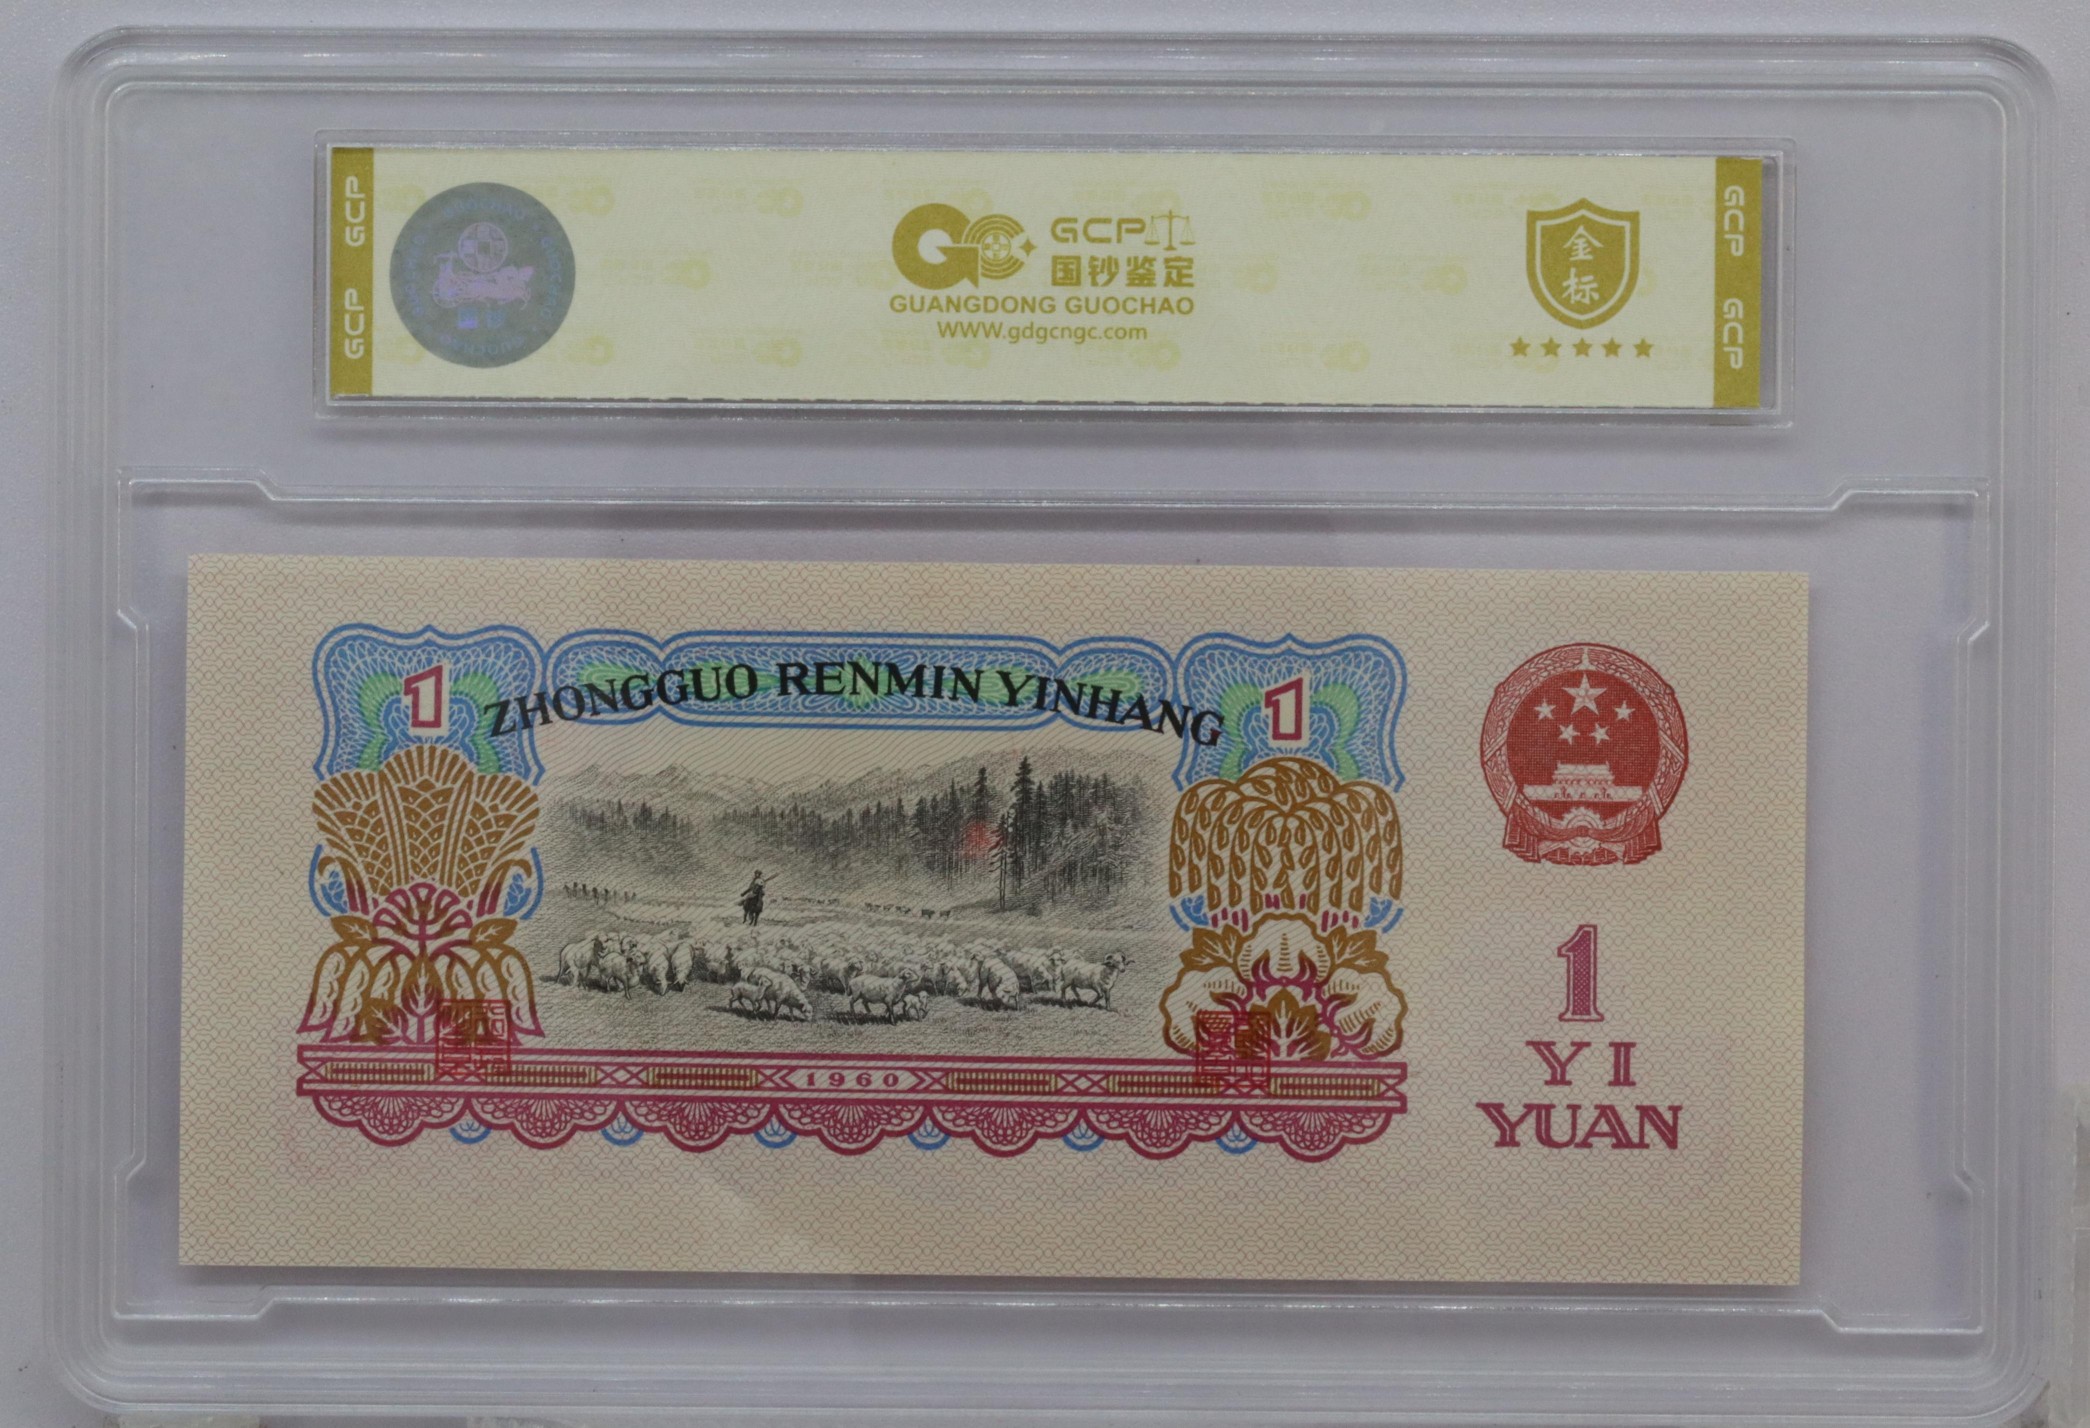 GCP
GCP
GCP
国钞鉴定
GUANGDONG GUOCHAO
WWW.gdgcngc.com
金
标
GCP
GCP
1
ZHONGGUO RENMIN YINHANG
1
1960
1
YI
YUAN